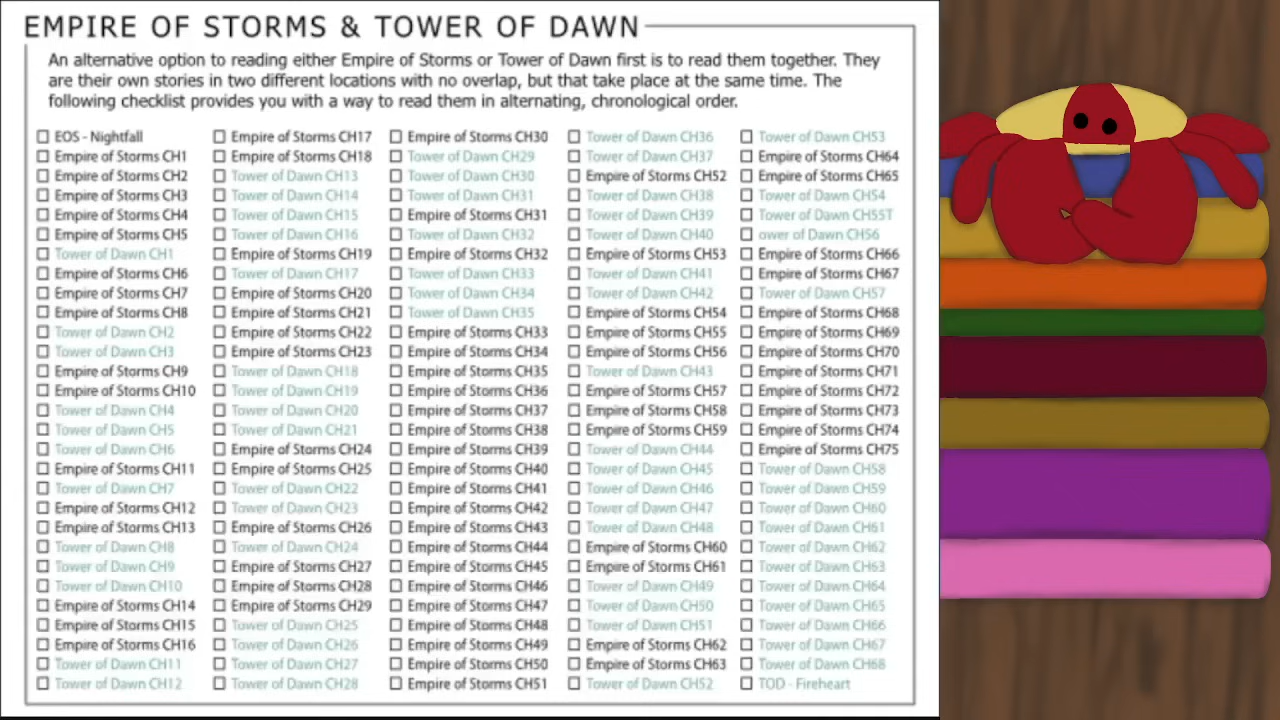 EMPIRE OF STORMS & TOWER OF DAWN
An alternative option to reading either Empire of Storms or Tower of Dawn first is to read them together. They
are their own stories in two different locations with no overlap, but that take place at the same time. The
following checklist provides you with a way to read them in alternating, chronological order.
EOS - Nightfall
Empire of Storms CH1
Empire of Storms CH2
Empire of Storms CH3
Empire of Storms CH4
Empire of Storms CH5
Tower of Dawn CH1
Empire of Storms CH6
Empire of Storms CH7
Empire of Storms CH8
Tower of Dawn CH2
Tower of Dawn CH3
Empire of Storms CH9
Empire of Storms CH10
Tower of Dawn CH4
Tower of Dawn CH5
Tower of Dawn CH6
Empire of Storms CH11
Tower of Dawn CH7
Empire of Storms CH12
Empire of Storms CH13
Tower of Dawn CH8
Tower of Dawn CH9
Tower of Dawn CH10
Empire of Storms CH14
Empire of Storms CH15
Empire of Storms CH16
Tower of Dawn CH11
Tower of Dawn CH12
Empire of Storms CH17
Empire of Storms CH18
Tower of Dawn CH13
Tower of Dawn CH14
Tower of Dawn CH15
Tower of Dawn CH16
Empire of Storms CH19
Tower of Dawn CH17
Empire of Storms CH20
Empire of Storms CH21
Empire of Storms CH22
Empire of Storms CH23
Tower of Dawn CH18
Tower of Dawn CH19
Tower of Dawn CH20
Tower of Dawn CH21
Empire of Storms CH24
Empire of Storms CH25
Tower of Dawn CH22
Tower of Dawn CH23
Empire of Storms CH26
Tower of Dawn CH24
Empire of Storms CH27
Empire of Storms CH28
Empire of Storms CH29
Tower of Dawn CH25
Tower of Dawn CH26
Tower of Dawn CH27
Tower of Dawn CH28
Empire of Storms CH30
Tower of Dawn CH29
Tower of Dawn CH30
Tower of Dawn CH31
Empire of Storms CH31
Tower of Dawn CH32
Empire of Storms CH32
Tower of Dawn CH33
Tower of Dawn CH34
Tower of Dawn CH35
Empire of Storms CH33
Empire of Storms CH34
Empire of Storms CH35
Empire of Storms CH36
Empire of Storms CH37
Empire of Storms CH38
Empire of Storms CH39
Empire of Storms CH40
Empire of Storms CH41
Empire of Storms CH42
Empire of Storms CH43
Empire of Storms CH44
Empire of Storms CH45
Empire of Storms CH46
Empire of Storms CH47
Empire of Storms CH48
Empire of Storms CH49
Empire of Storms CH50
Empire of Storms CH51
Tower of Dawn CH36
Tower of Dawn CH37
Empire of Storms CH52
Tower of Dawn CH38
Tower of Dawn CH39
Tower of Dawn CH40
Empire of Storms CH53
Tower of Dawn CH41
Tower of Dawn CH42
Empire of Storms CH54
Empire of Storms CH55
Empire of Storms CH56
Tower of Dawn CH43
Empire of Storms CH57
Empire of Storms CH58
Empire of Storms CH59
Tower of Dawn CH44
Tower of Dawn CH45
Tower of Dawn CH46
Tower of Dawn CH47
Tower of Dawn CH48
Empire of Storms CH60
Empire of Storms CH61
Tower of Dawn CH49
Tower of Dawn CH50
Tower of Dawn CH51
Empire of Storms CH62
Empire of Storms CH63
Tower of Dawn CH52
Tower of Dawn CH53
Empire of Storms CH64
Empire of Storms CH65
Tower of Dawn CH54
Tower of Dawn CH55T
ower of Dawn CH56
Empire of Storms CH66
Empire of Storms CH67
Tower of Dawn CH57
Empire of Storms CH68
Empire of Storms CH69
Empire of Storms CH70
Empire of Storms CH71
Empire of Storms CH72
Empire of Storms CH73
Empire of Storms CH74
Empire of Storms CH75
Tower of Dawn CH58
Tower of Dawn CH59
Tower of Dawn CH60
Tower of Dawn CH61
Tower of Dawn CH62
Tower of Dawn CH63
Tower of Dawn CH64
Tower of Dawn CH65
Tower of Dawn CH66
Tower of Dawn CH67
Tower of Dawn CH68
TOD - Fireheart